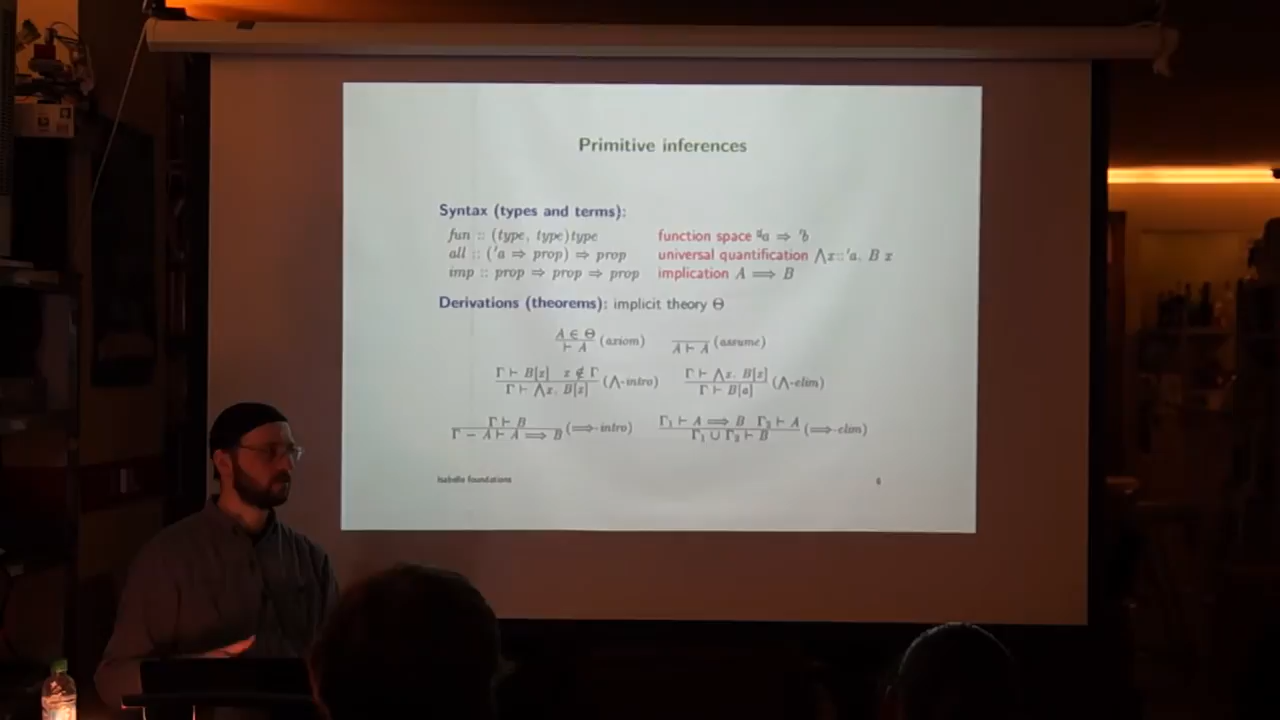 Primitive inferences
Syntax (types and terms):
fun :: (type, type)type function space 'a ⇒ 'b
all :: ('a ⇒ prop) ⇒ prop universal quantification ⋀x::'a. B x
imp :: prop ⇒ prop ⇒ prop implication A ⟹ B
Derivations (theorems): implicit theory Θ
A ∈ Θ
⊢ A (axiom) A ⊢ A (assume)
Γ ⊢ B[x] x ∉ Γ Γ ⊢ ⋀x. B[x]
Γ ⊢ ⋀x. B[x] (⋀-intro) Γ ⊢ B[a] (⋀-elim)
Γ ⊢ B Γ₁ ⊢ A ⟹ B Γ₂ ⊢ A
Γ − A ⊢ A ⟹ B (⟹-intro) Γ₁ ∪ Γ₂ ⊢ B (⟹-elim)
Isabelle foundations